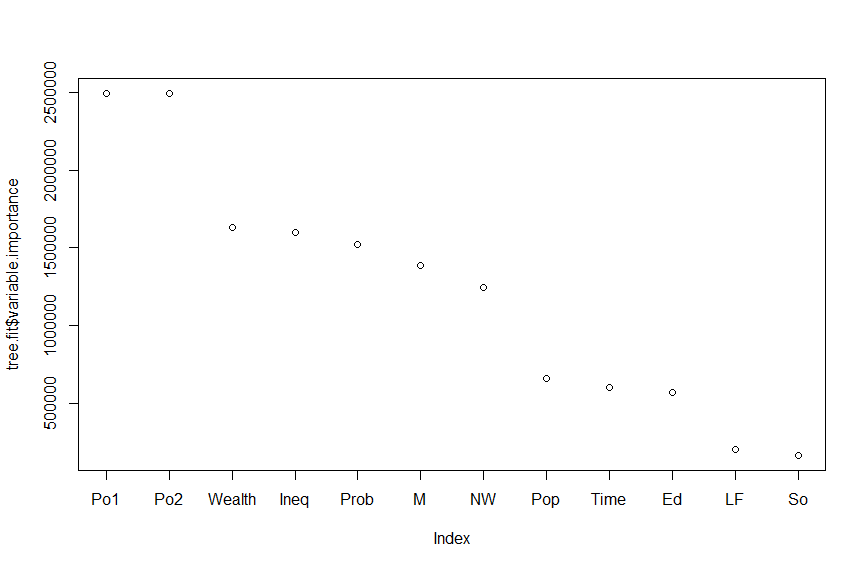 tree.fit$variable.importance
2500000
2000000
1500000
1000000
500000
Po1 Po2 Wealth Ineq Prob M NW Pop Time Ed LF So
Index